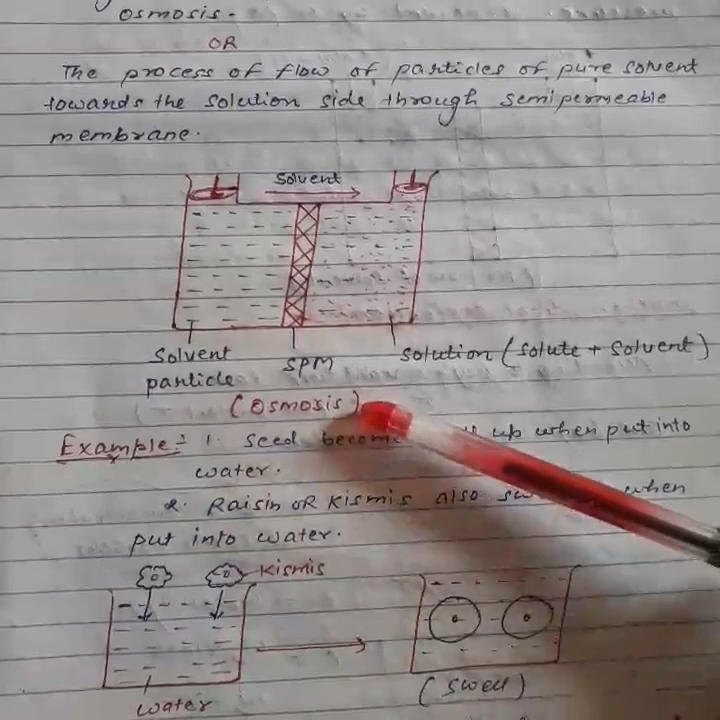 osmosis.
OR
The process of flow of particles of pure solvent
towards the solution side through semipermeable
membrane.
Solvent
Solvent
particle
SPM
Solution (Solute + Solvent)
(Osmosis)
Example:- 1. Seed up when put into
water.
2. Raisin OR Kismis also when
put into water.
Kismis
water
(Swell)